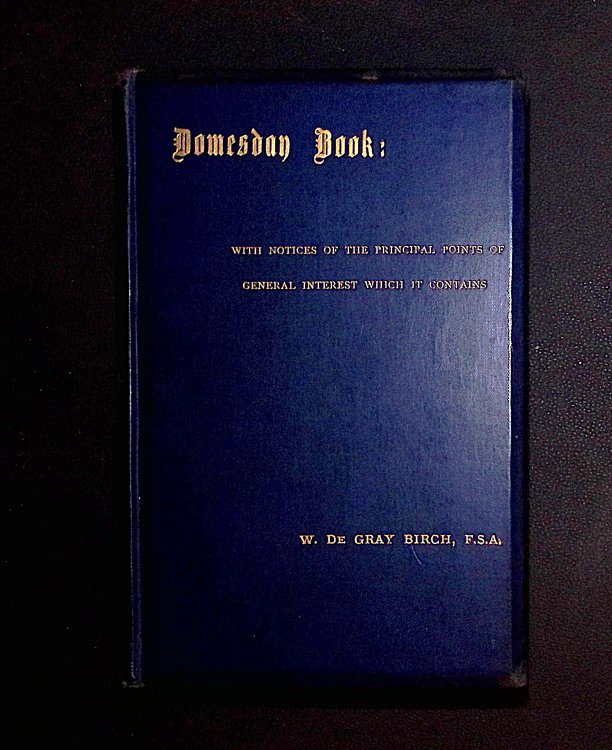 Domesday Book:
WITH NOTICES OF THE PRINCIPAL POINTS OF
GENERAL INTEREST WHICH IT CONTAINS
W. DE GRAY BIRCH, F.S.A.